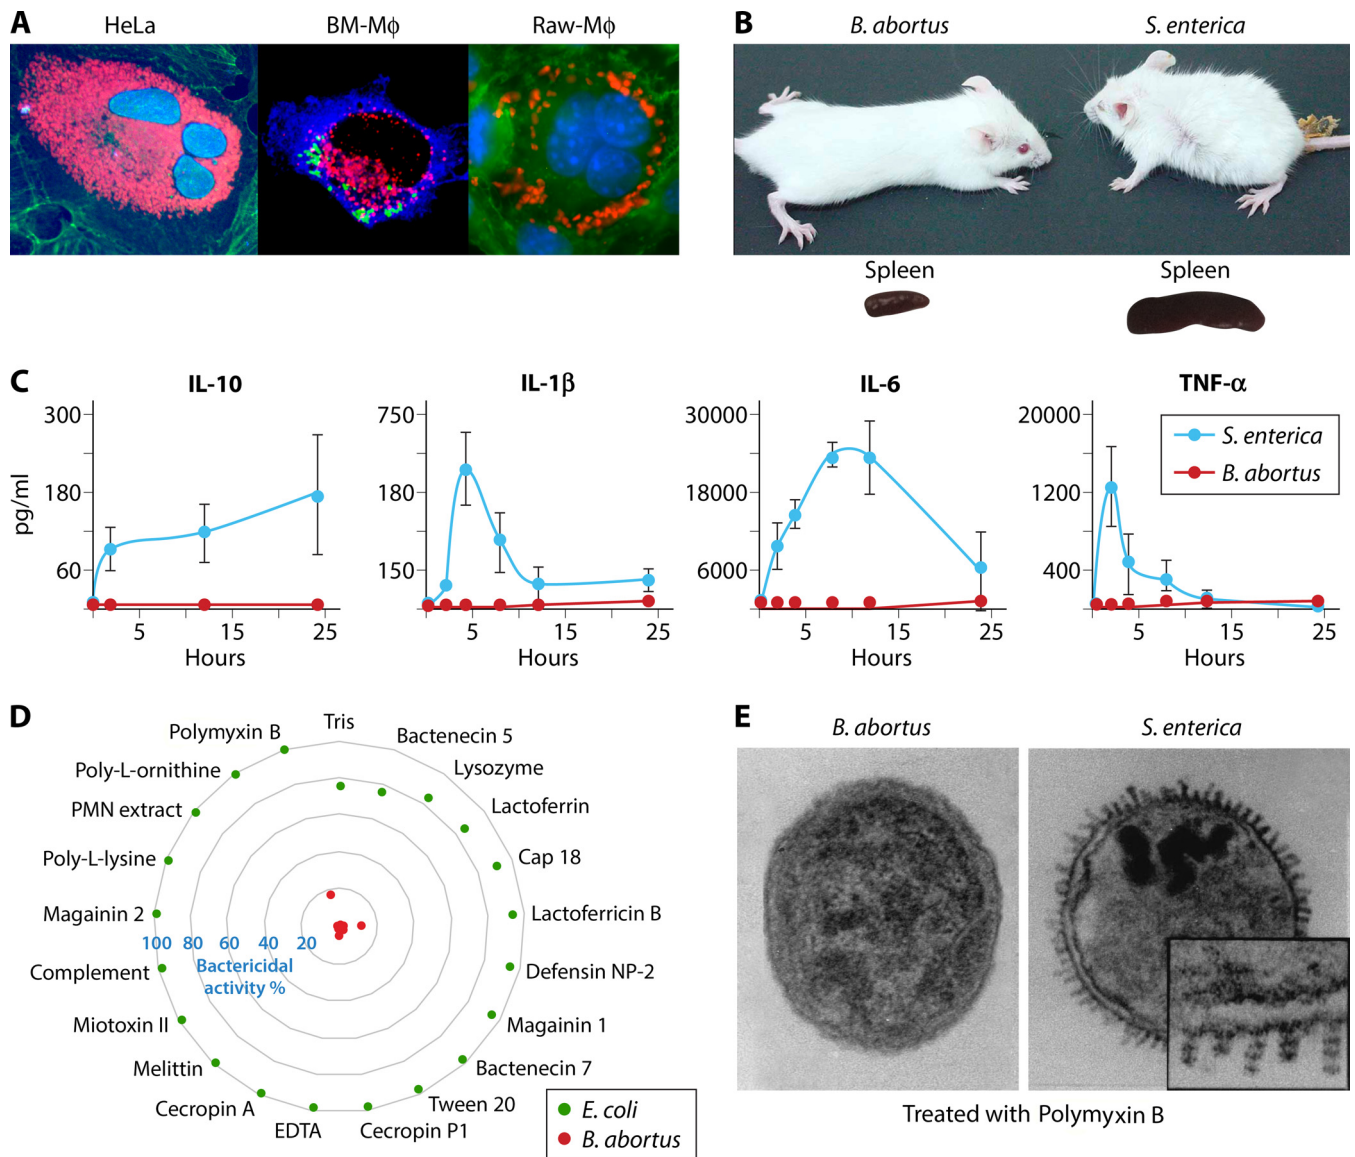 A
HeLa
BM-Mϕ
Raw-Mϕ
B
B. abortus
S. enterica
Spleen
Spleen
C
IL-10
300
180
60
pg/ml
5
15
25
Hours
IL-1β
750
180
150
5
15
25
Hours
IL-6
30000
18000
6000
5
15
25
Hours
TNF-α
20000
1200
400
5
15
25
Hours
S. enterica
B. abortus
D
Tris
Bactenecin 5
Lysozyme
Lactoferrin
Cap 18
Lactoferricin B
Defensin NP-2
Magainin 1
Bactenecin 7
Tween 20
Cecropin P1
EDTA
Cecropin A
Melittin
Miotoxin II
Complement
Magainin 2
Poly-L-lysine
PMN extract
Poly-L-ornithine
Polymyxin B
100 80 60 40 20
Bactericidal
activity %
E. coli
B. abortus
E
B. abortus
S. enterica
Treated with Polymyxin B